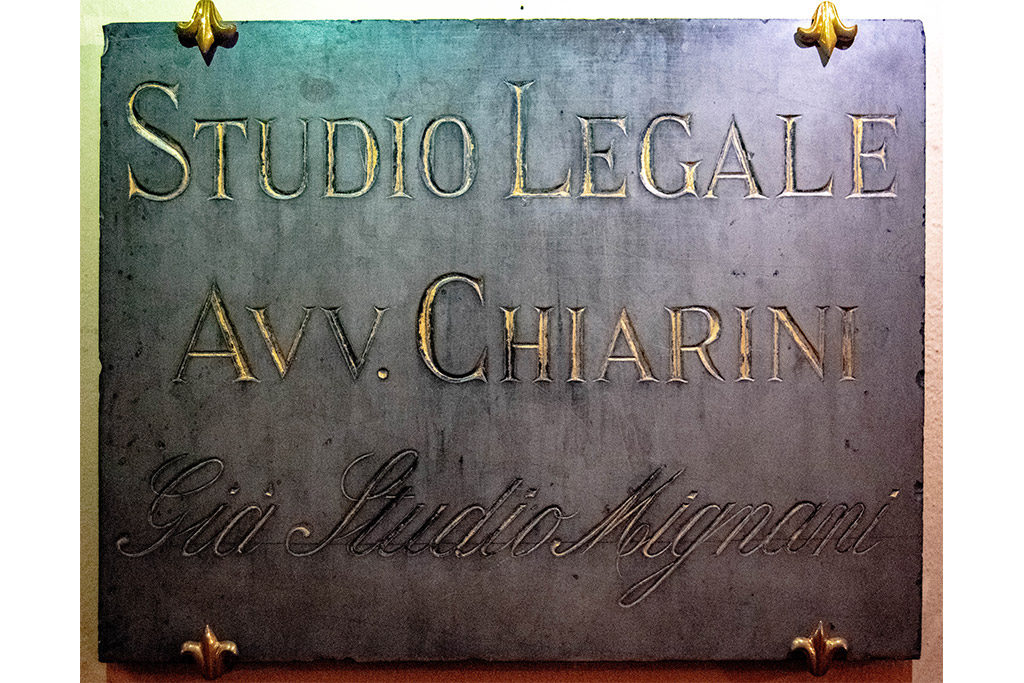 STUDIO LEGALE
AVV. CHIARINI
Già Studio Mignani